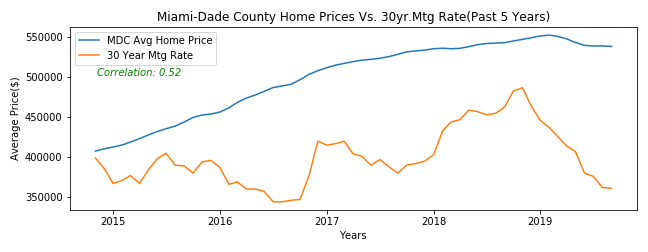 Miami-Dade County Home Prices Vs. 30yr.Mtg Rate(Past 5 Years)
MDC Avg Home Price
30 Year Mtg Rate
Correlation: 0.52
Average Price($)
550000
500000
450000
400000
350000
2015
2016
2017
2018
2019
Years